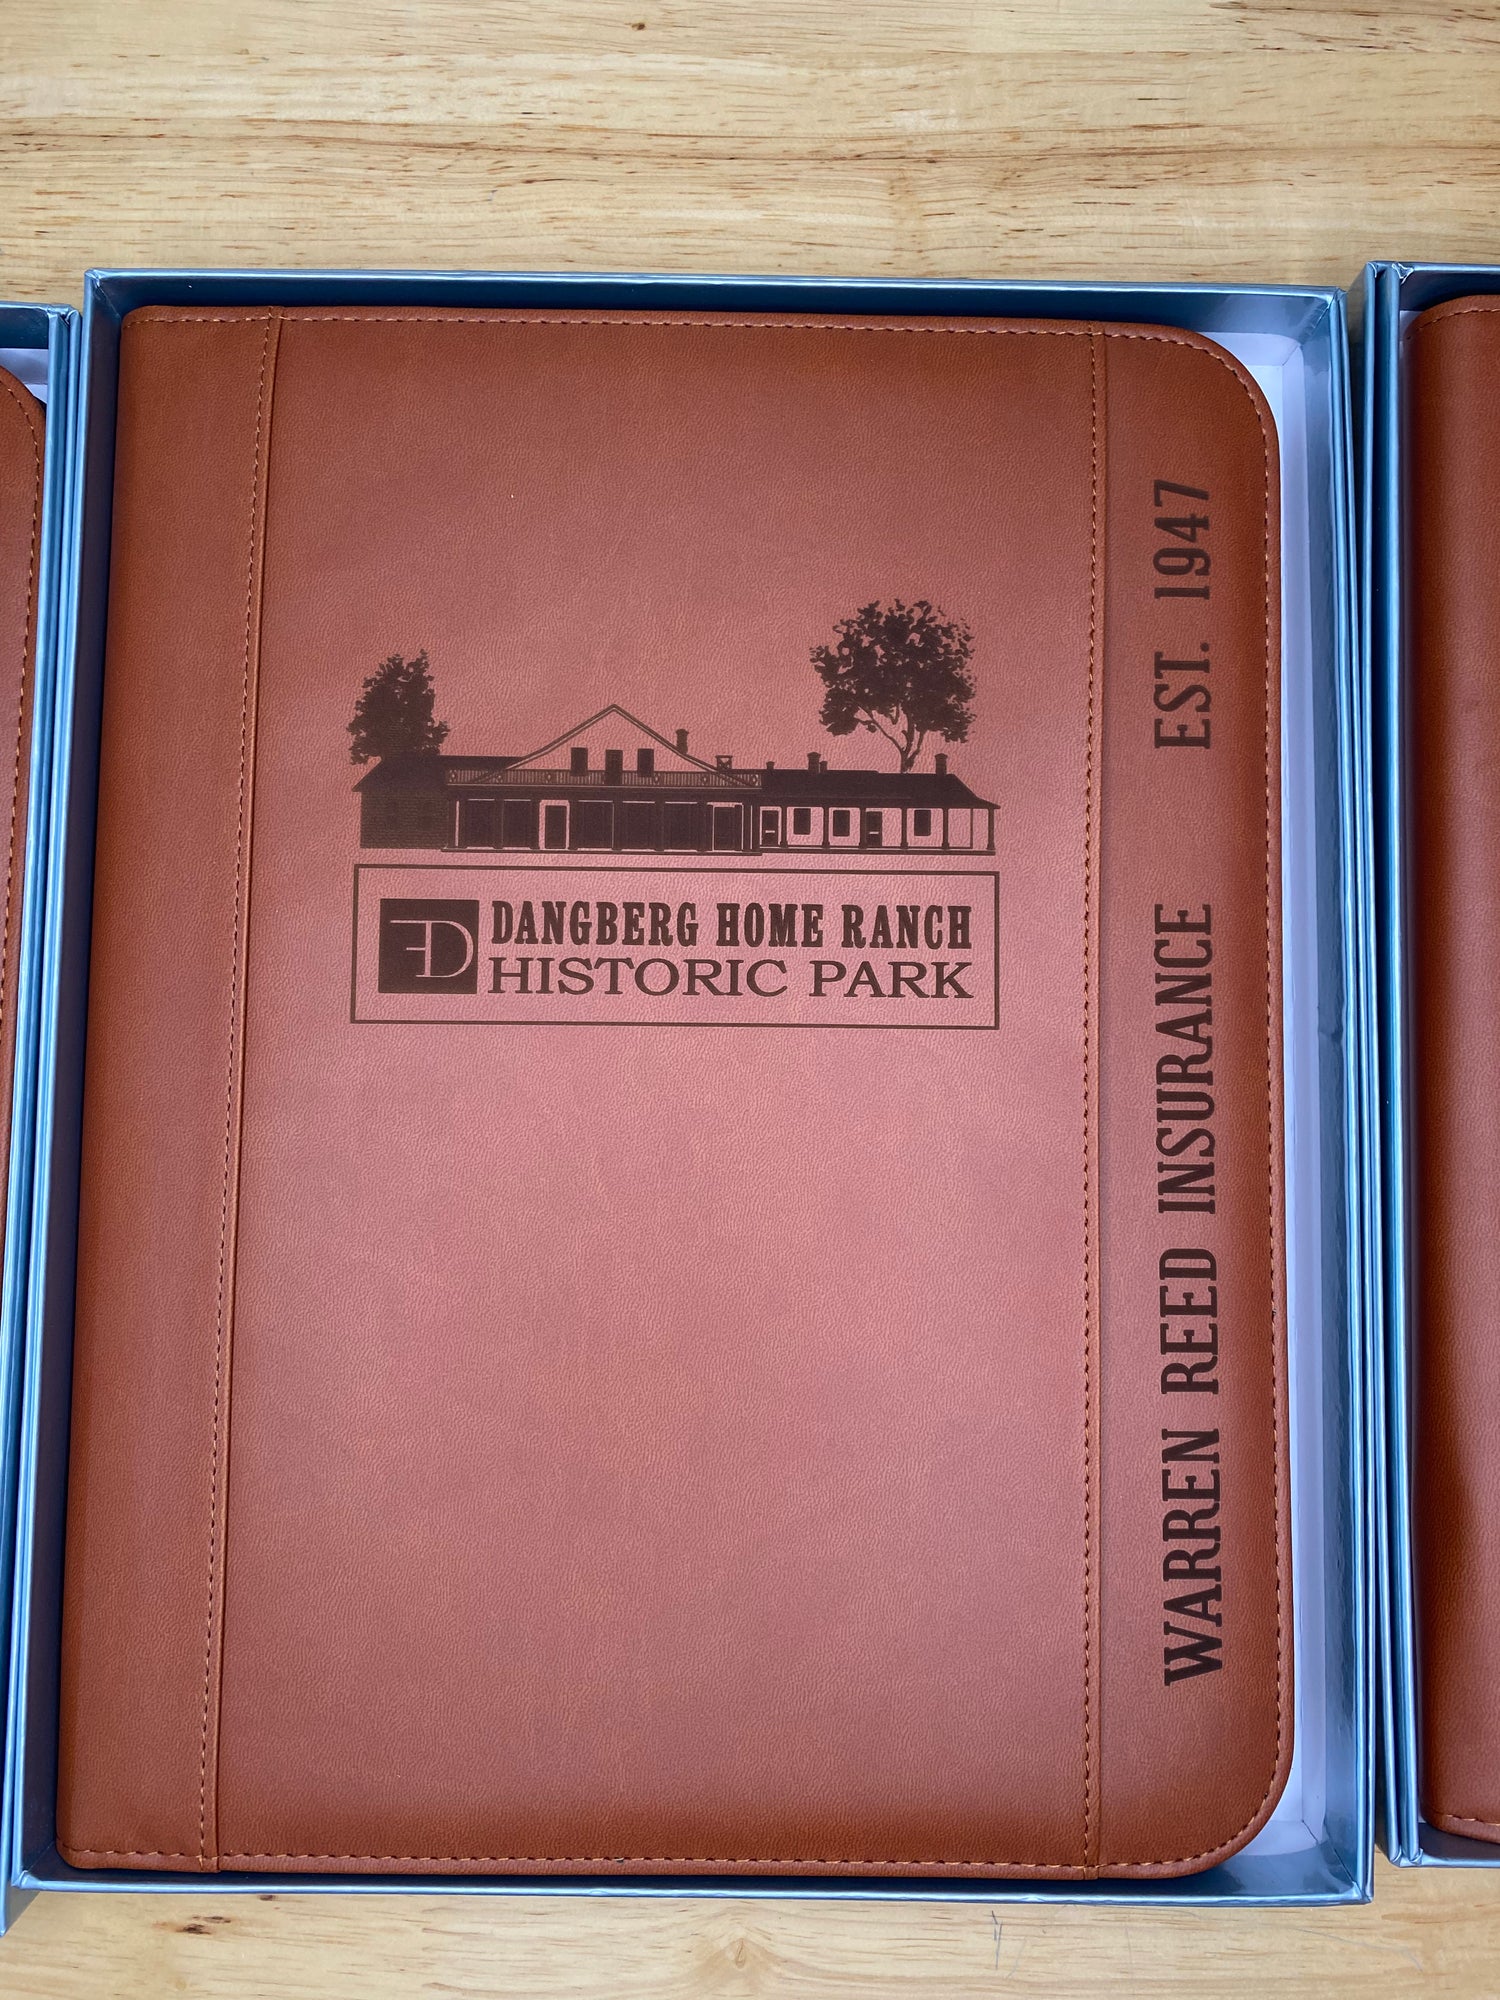 DANGBERG HOME RANCH
HISTORIC PARK
WARREN REED INSURANCE EST. 1947